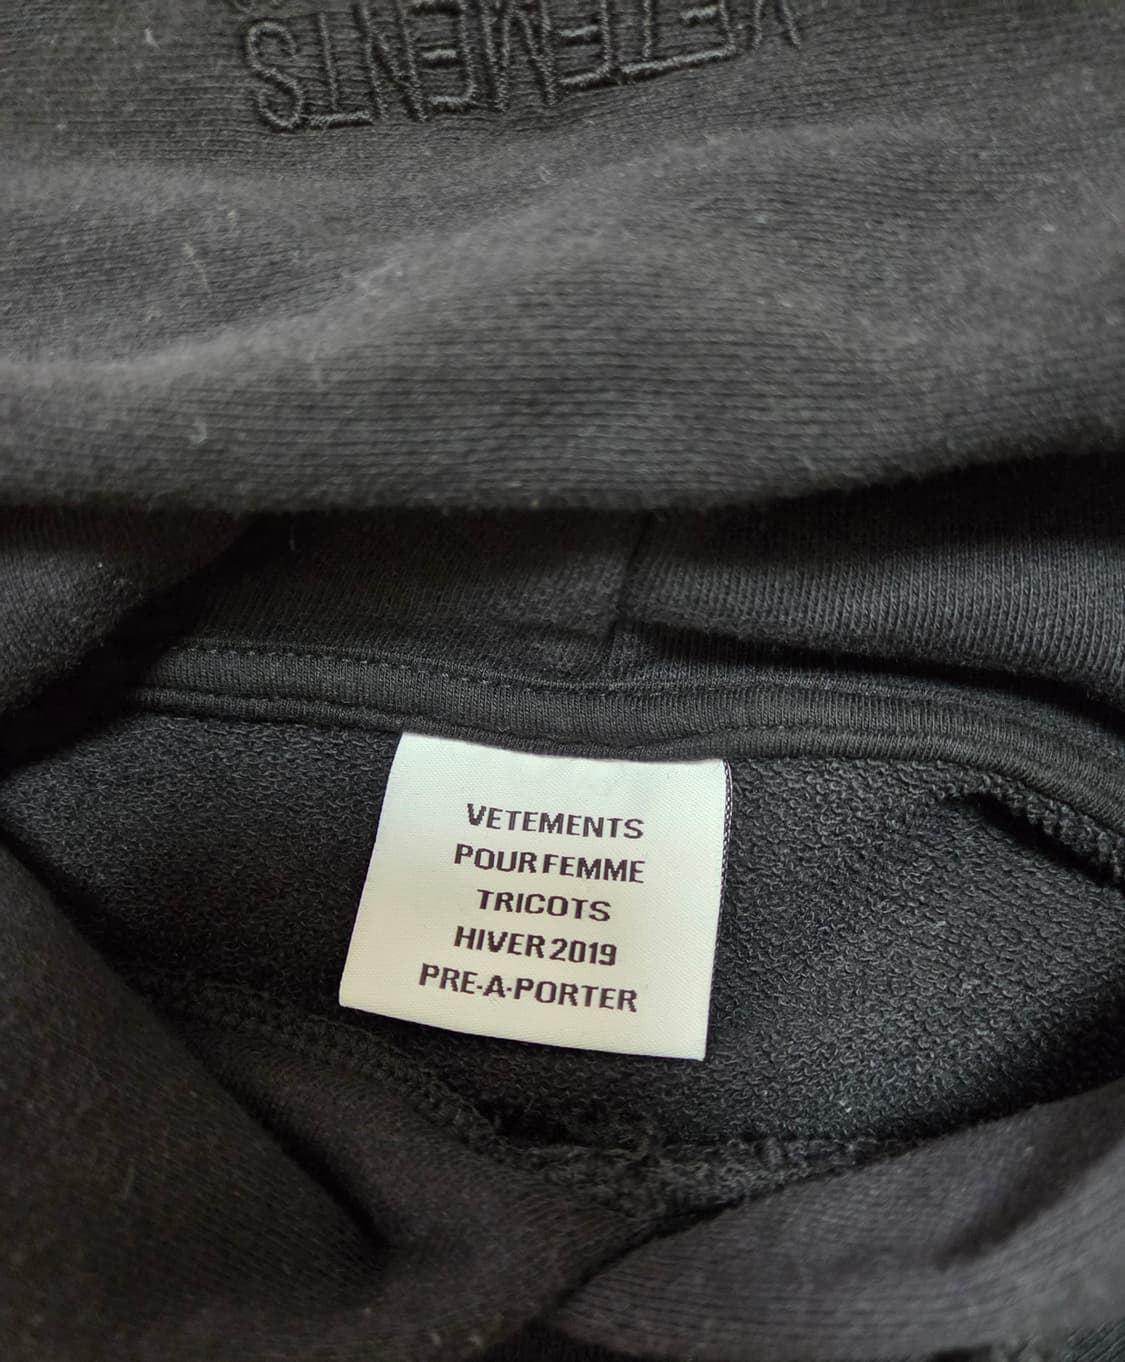 VETEMENTS
VETEMENTS
POUR FEMME
TRICOTS
HIVER 2019
PRE-A-PORTER